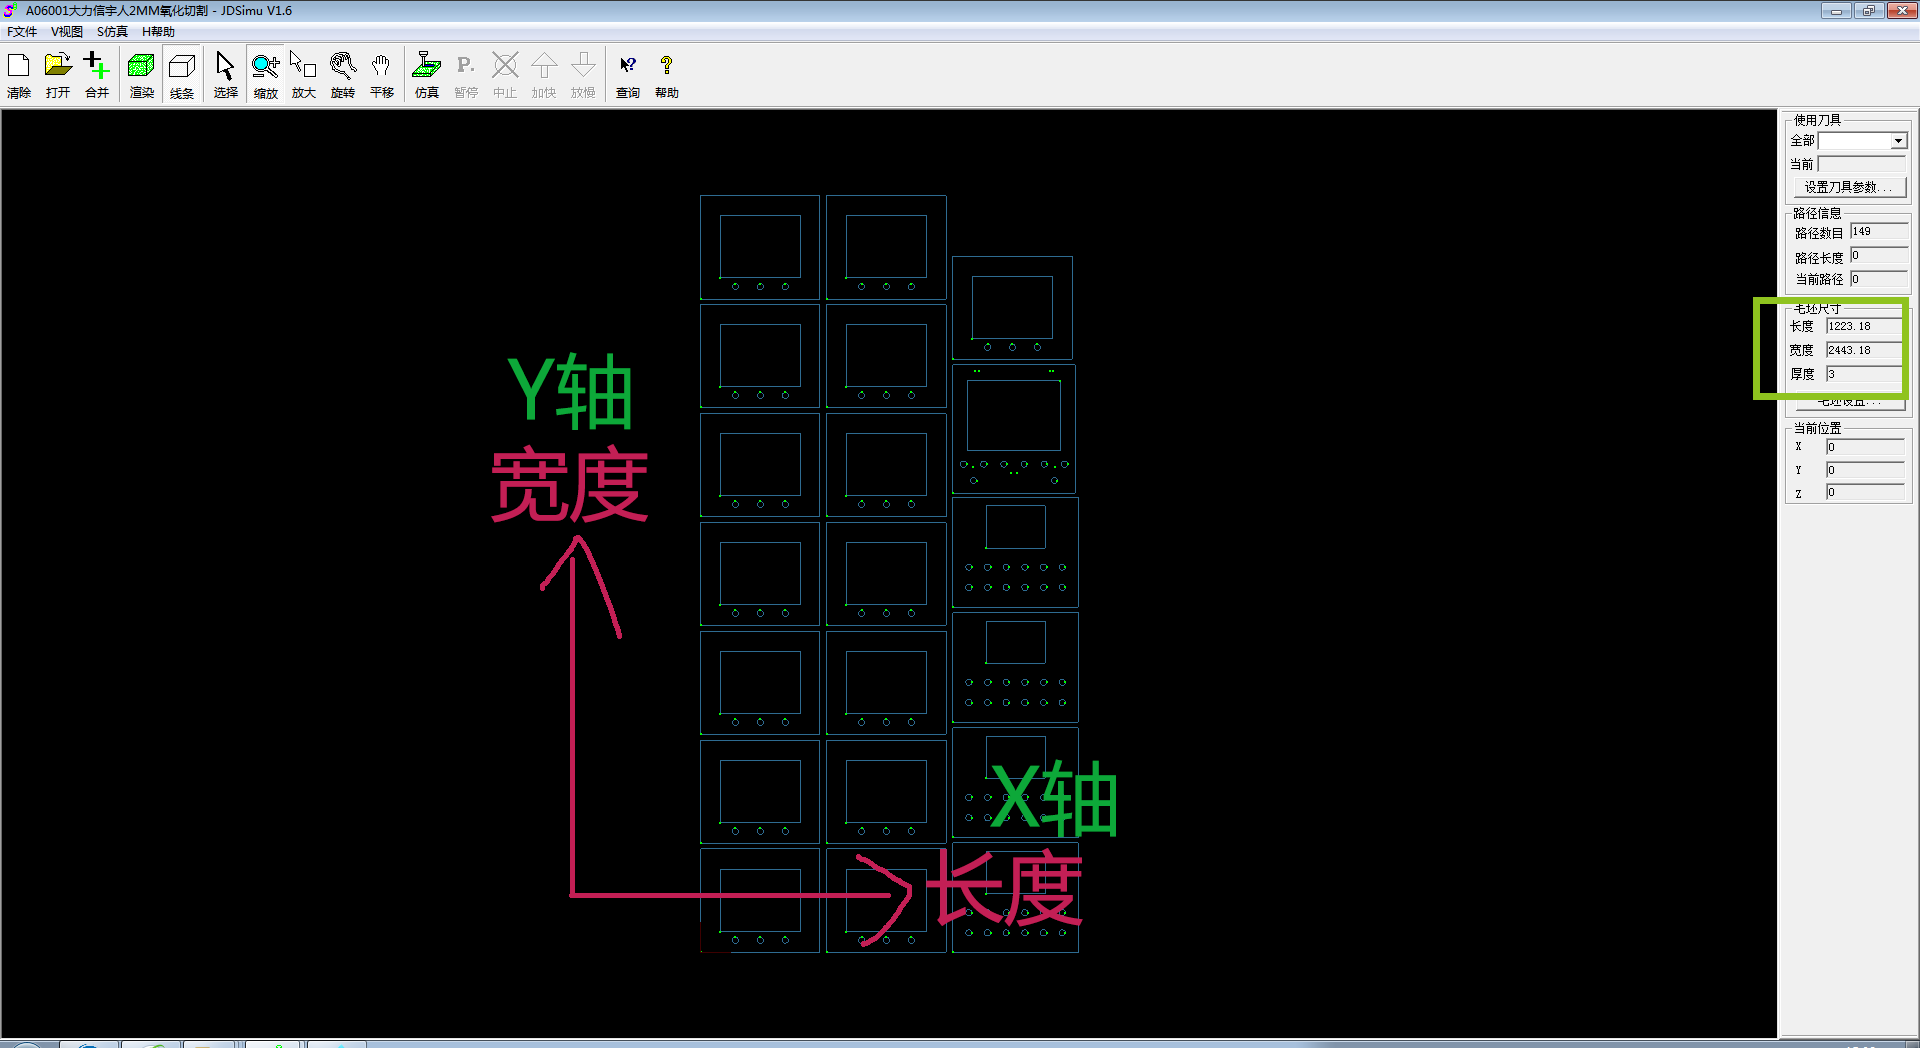 A06001大力信宇人2MM氧化切割 - JDSimu V1.6
F文件 V视图 S仿真 H帮助
清除 打开 合并 渲染 线条 选择 缩放 放大 旋转 平移 仿真 暂停 中止 加快 放慢 查询 帮助
使用刀具
全部
当前
设置刀具参数...
路径信息
路径数目 149
路径长度 0
当前路径 0
毛坯尺寸
长度 1223.18
宽度 2443.18
厚度 3
毛坯设置...
当前位置
X 0
Y 0
Z 0
Y轴
宽度
X轴
长度